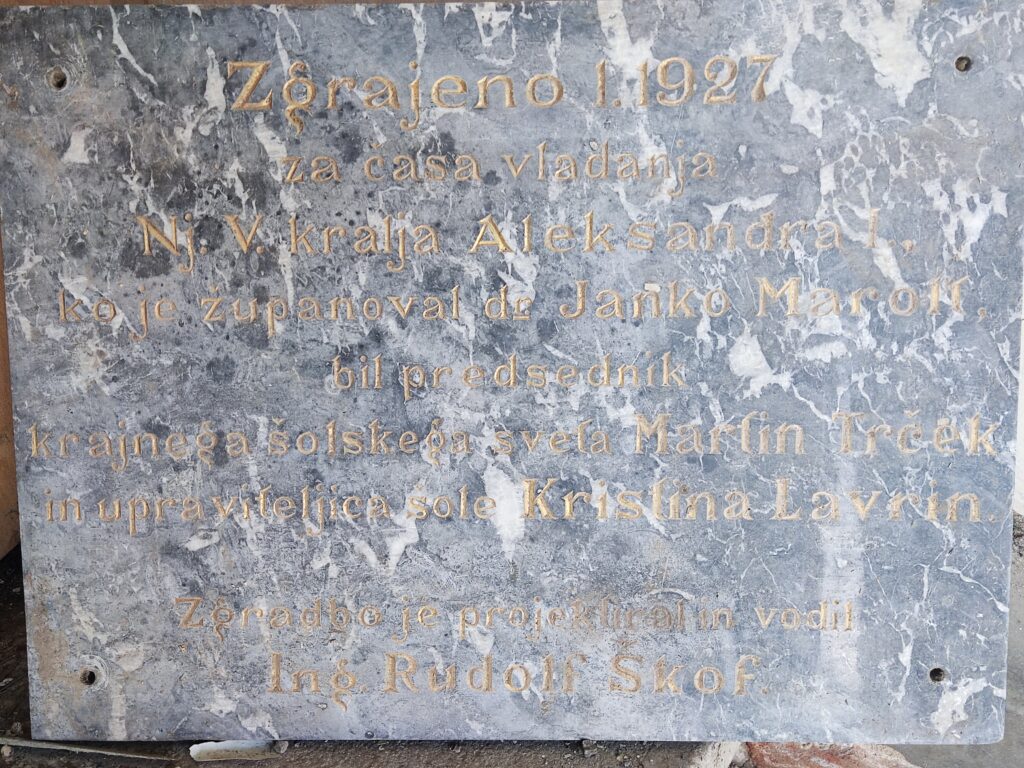 Zgrajeno l. 1927
za časa vladanja
Nj. V. kralja Aleksandra I.,
ko je županoval dr. Janko Marolt,
bil predsednik
krajnega šolskega sveta Martin Trček
in upraviteljica šole Kristina Lavrin.
Zgradbo je projektiral in vodil
Ing. Rudolf Škof.